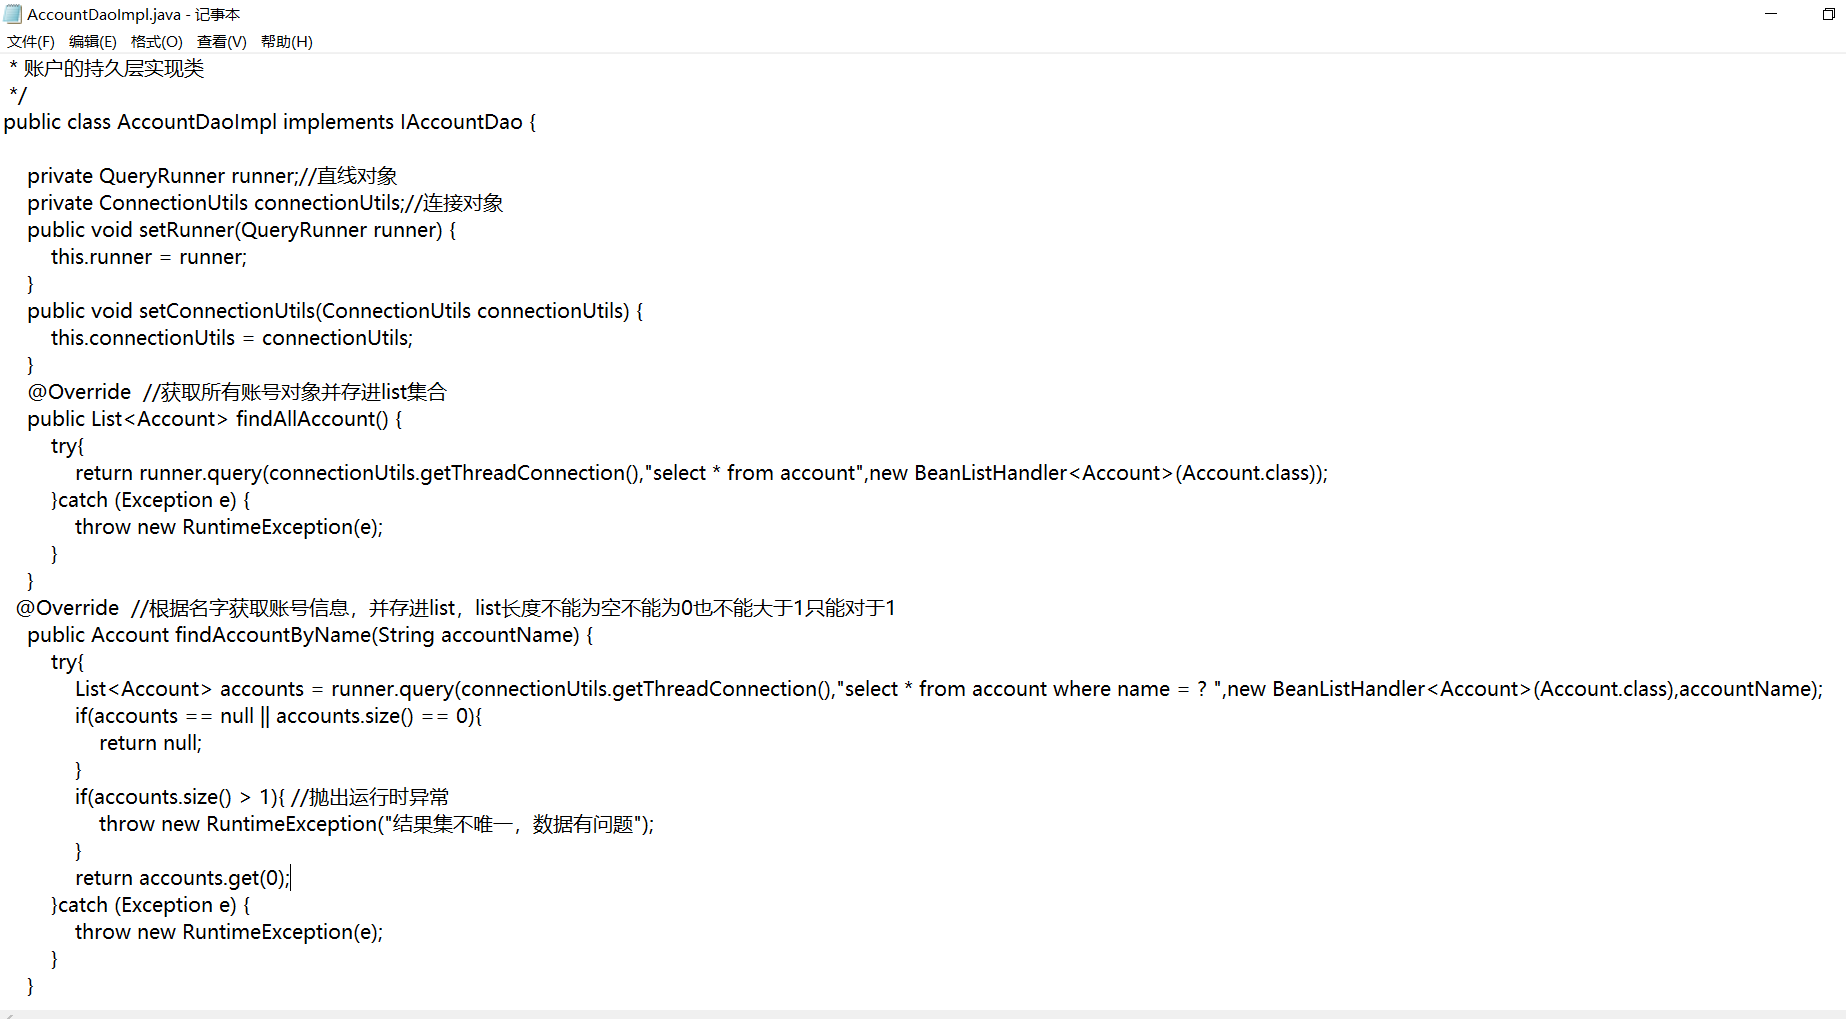 AccountDaoImpl.java - 记事本
文件(F) 编辑(E) 格式(O) 查看(V) 帮助(H)
* 账户的持久层实现类
*/
public class AccountDaoImpl implements IAccountDao {
private QueryRunner runner;//直线对象
private ConnectionUtils connectionUtils;//连接对象
public void setRunner(QueryRunner runner) {
this.runner = runner;
}
public void setConnectionUtils(ConnectionUtils connectionUtils) {
this.connectionUtils = connectionUtils;
}
@Override  //获取所有账号对象并存进list集合
public List<Account> findAllAccount() {
try{
return runner.query(connectionUtils.getThreadConnection(),"select * from account",new BeanListHandler<Account>(Account.class));
}catch (Exception e) {
throw new RuntimeException(e);
}
}
@Override  //根据名字获取账号信息，并存进list，list长度不能为空不能为0也不能大于1只能对于1
public Account findAccountByName(String accountName) {
try{
List<Account> accounts = runner.query(connectionUtils.getThreadConnection(),"select * from account where name = ? ",new BeanListHandler<Account>(Account.class),accountName);
if(accounts == null || accounts.size() == 0){
return null;
}
if(accounts.size() > 1){ //抛出运行时异常
throw new RuntimeException("结果集不唯一，数据有问题");
}
return accounts.get(0);
}catch (Exception e) {
throw new RuntimeException(e);
}
}